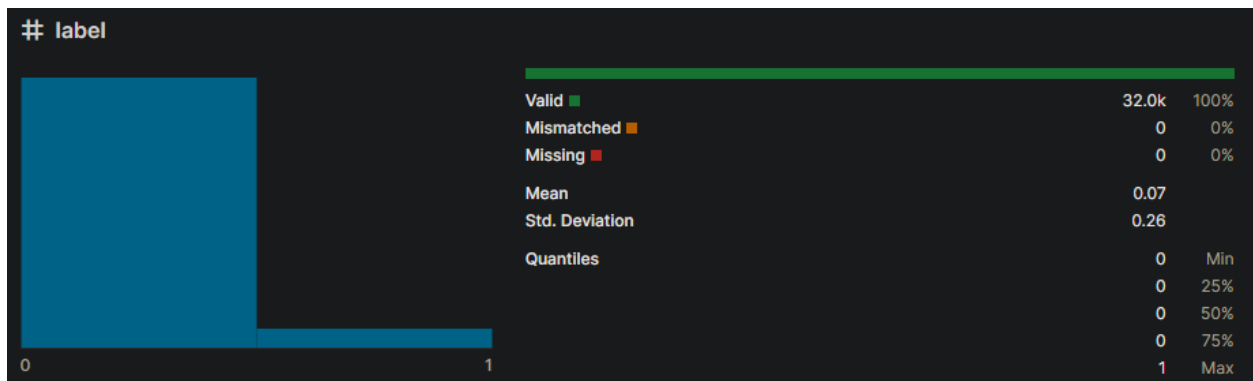 # label
0 1
Valid 32.0k 100%
Mismatched 0 0%
Missing 0 0%
Mean 0.07
Std. Deviation 0.26
Quantiles 0 Min
0 25%
0 50%
0 75%
1 Max